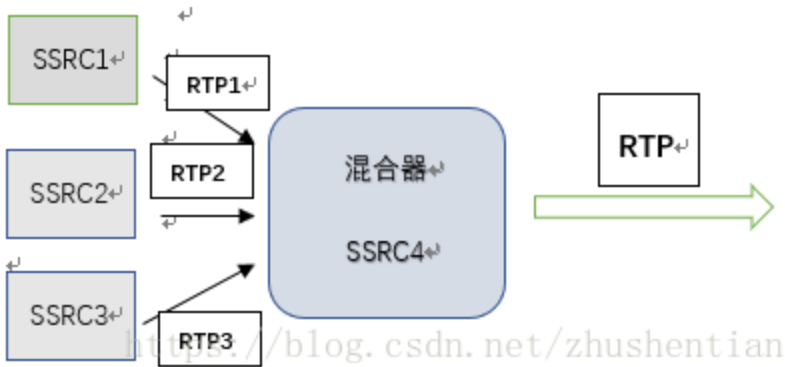 SSRC1
RTP1
RTP2
SSRC2
混合器
SSRC4
RTP
SSRC3
RTP3
https://blog.csdn.net/zhushentian